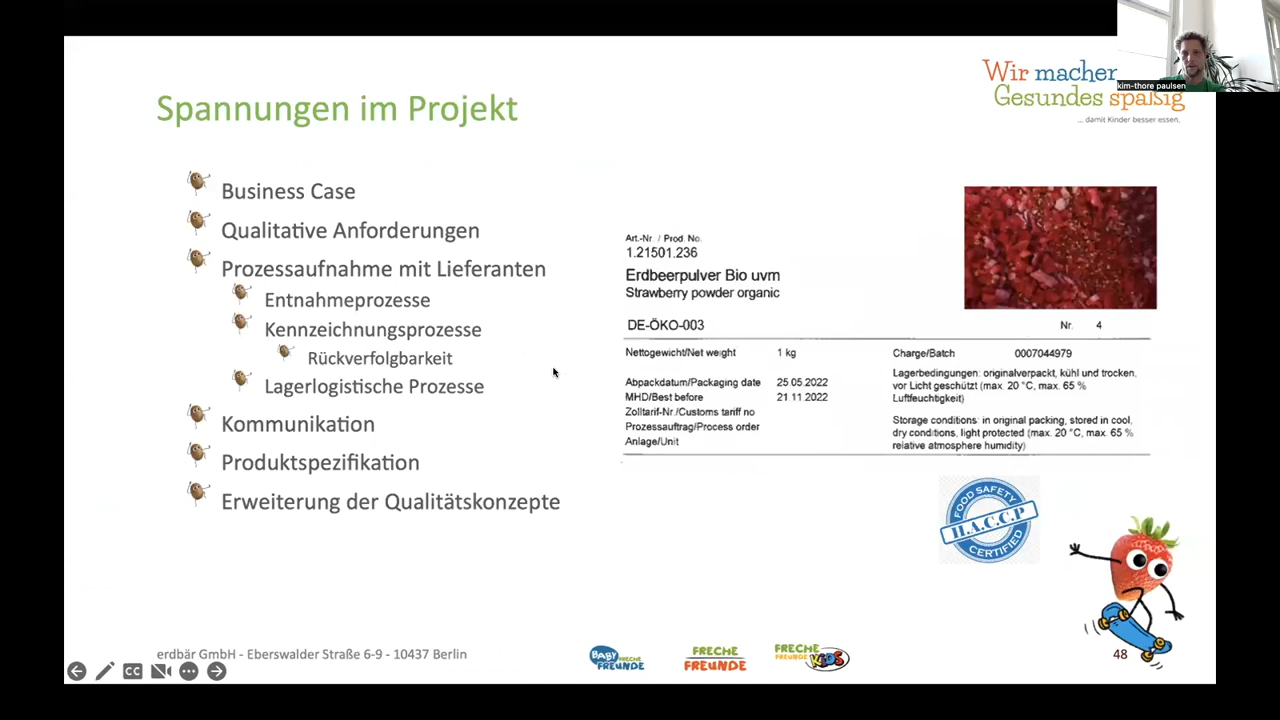 Wir macher
Gesundes spaßig
... damit Kinder besser essen.
kim-thore paulsen
Spannungen im Projekt
Business Case
Qualitative Anforderungen
Prozessaufnahme mit Lieferanten
Entnahmeprozesse
Kennzeichnungsprozesse
Rückverfolgbarkeit
Lagerlogistische Prozesse
Kommunikation
Produktspezifikation
Erweiterung der Qualitätskonzepte
Art.-Nr. / Prod. No.
1.21501.236
Erdbeerpulver Bio uvm
Strawberry powder organic
DE-ÖKO-003
Nr. 4
Nettogewicht/Net weight 1 kg
Abpackdatum/Packaging date 25 05.2022
MHD/Best before 21 11 2022
Zolltarif-Nr./Customs tariff no
Prozessauftrag/Process order
Anlage/Unit
Charge/Batch 0007044979
Lagerbedingungen: originalverpackt, kühl und trocken,
vor Licht geschützt (max. 20 °C, max. 65 %
Luftfeuchtigkeit)
Storage conditions: in original packing, stored in cool,
dry conditions, light protected (max. 20 °C, max. 65 %
relative atmosphere humidity)
FOOD SAFETY
H.A.C.C.P
CERTIFIED
erdbär GmbH - Eberswalder Straße 6-9 - 10437 Berlin
BABY FRECHE
FREUNDE
FRECHE
FREUNDE
FRECHE
FREUNDE KIDS
48
CC